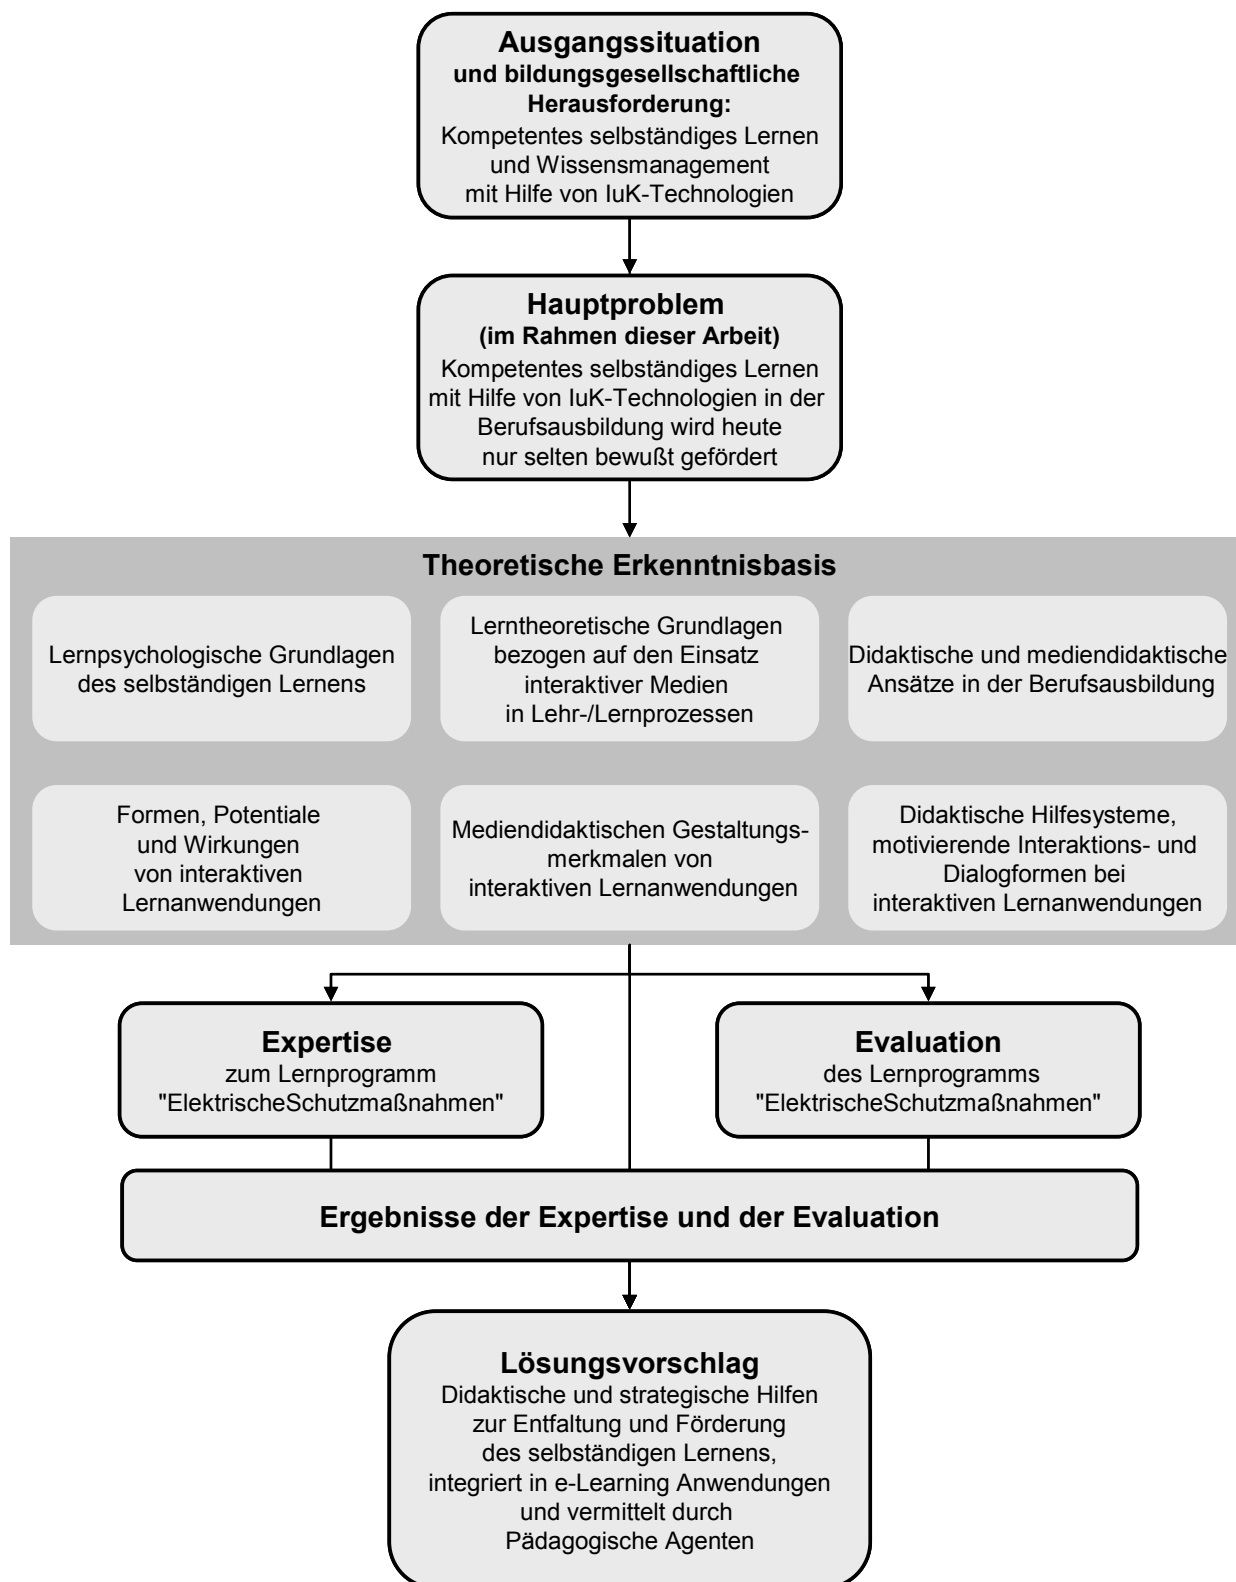 Ausgangssituation
und bildungsgesellschaftliche
Herausforderung:
Kompetentes selbständiges Lernen
und Wissensmanagement
mit Hilfe von IuK-Technologien
Hauptproblem
(im Rahmen dieser Arbeit)
Kompetentes selbständiges Lernen
mit Hilfe von IuK-Technologien in der
Berufsausbildung wird heute
nur selten bewußt gefördert
Theoretische Erkenntnisbasis
Lernpsychologische Grundlagen
des selbständigen Lernens
Lerntheoretische Grundlagen
bezogen auf den Einsatz
interaktiver Medien
in Lehr-/Lernprozessen
Didaktische und mediendidaktische
Ansätze in der Berufsausbildung
Formen, Potentiale
und Wirkungen
von interaktiven
Lernanwendungen
Mediendidaktischen Gestaltungs-
merkmalen von
interaktiven Lernanwendungen
Didaktische Hilfesysteme,
motivierende Interaktions- und
Dialogformen bei
interaktiven Lernanwendungen
Expertise
zum Lernprogramm
"ElektrischeSchutzmaßnahmen"
Evaluation
des Lernprogramms
"ElektrischeSchutzmaßnahmen"
Ergebnisse der Expertise und der Evaluation
Lösungsvorschlag
Didaktische und strategische Hilfen
zur Entfaltung und Förderung
des selbständigen Lernens,
integriert in e-Learning Anwendungen
und vermittelt durch
Pädagogische Agenten